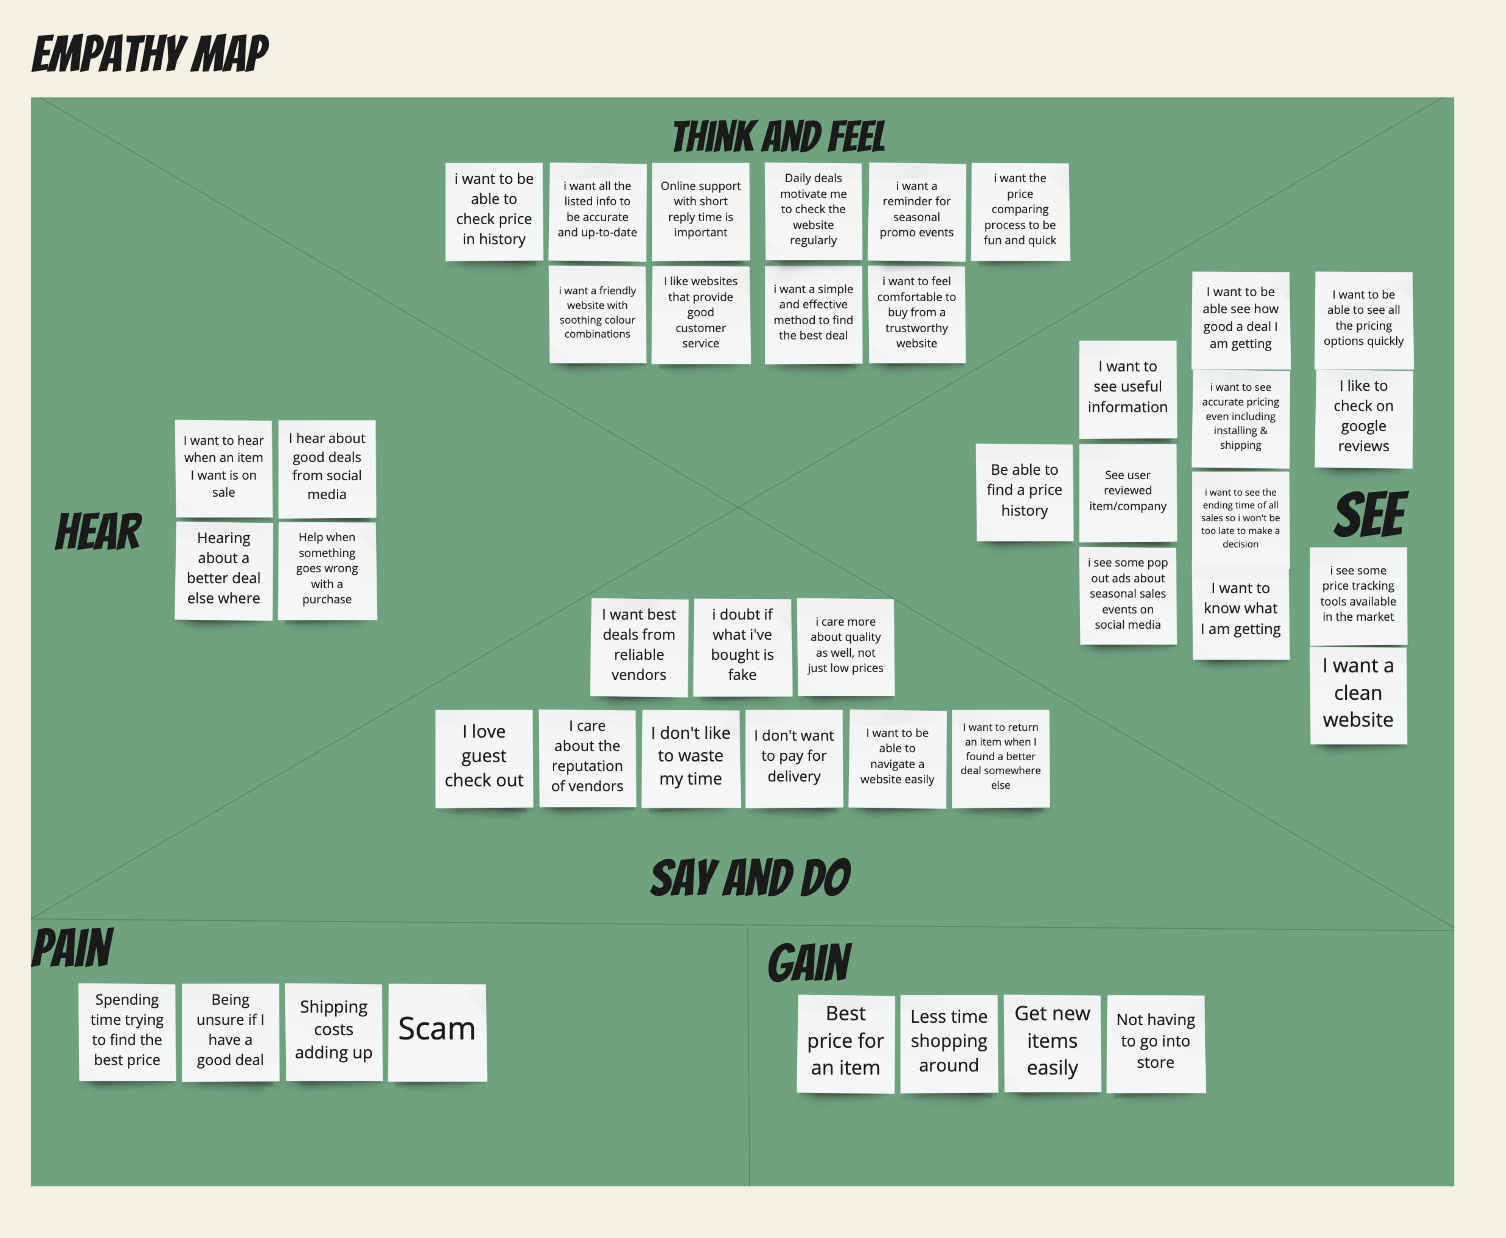 EMPATHY MAP
THINK AND FEEL
i want to be
able to
check price
in history
i want all the
listed info to
be accurate
and up-to-date
Online support
with short
reply time is
important
Daily deals
motivate me
to check the
website
regularly
i want a
reminder for
seasonal
promo events
i want the
price
comparing
process to be
fun and quick
i want a friendly
website with
soothing colour
combinations
I like websites
that provide
good
customer
service
i want a simple
and effective
method to find
the best deal
i want to feel
comfortable to
buy from a
trustworthy
website
HEAR
I want to hear
when an item
I want is on
sale
I hear about
good deals
from social
media
Hearing
about a
better deal
else where
Help when
something
goes wrong
with a
purchase
SEE
I want to be
able see how
good a deal I
am getting
I want to be
able to see all
the pricing
options quickly
I want to
see useful
information
i want to see
accurate pricing
even including
installing &
shipping
I like to
check on
google
reviews
Be able to
find a price
history
See user
reviewed
item/company
i want to see the
ending time of all
sales so i won't be
too late to make a
decision
i see some pop
out ads about
seasonal sales
events on
social media
I want to
know what
I am getting
i see some
price tracking
tools available
in the market
I want a
clean
website
I want best
deals from
reliable
vendors
i doubt if
what i've
bought is
fake
i care more
about quality
as well, not
just low prices
I love
guest
check out
I care
about the
reputation
of vendors
I don't like
to waste
my time
I don't want
to pay for
delivery
I want to be
able to
navigate a
website easily
I want to return
an item when I
found a better
deal somewhere
else
SAY AND DO
PAIN
Spending
time trying
to find the
best price
Being
unsure if I
have a
good deal
Shipping
costs
adding up
Scam
GAIN
Best
price for
an item
Less time
shopping
around
Get new
items
easily
Not having
to go into
store